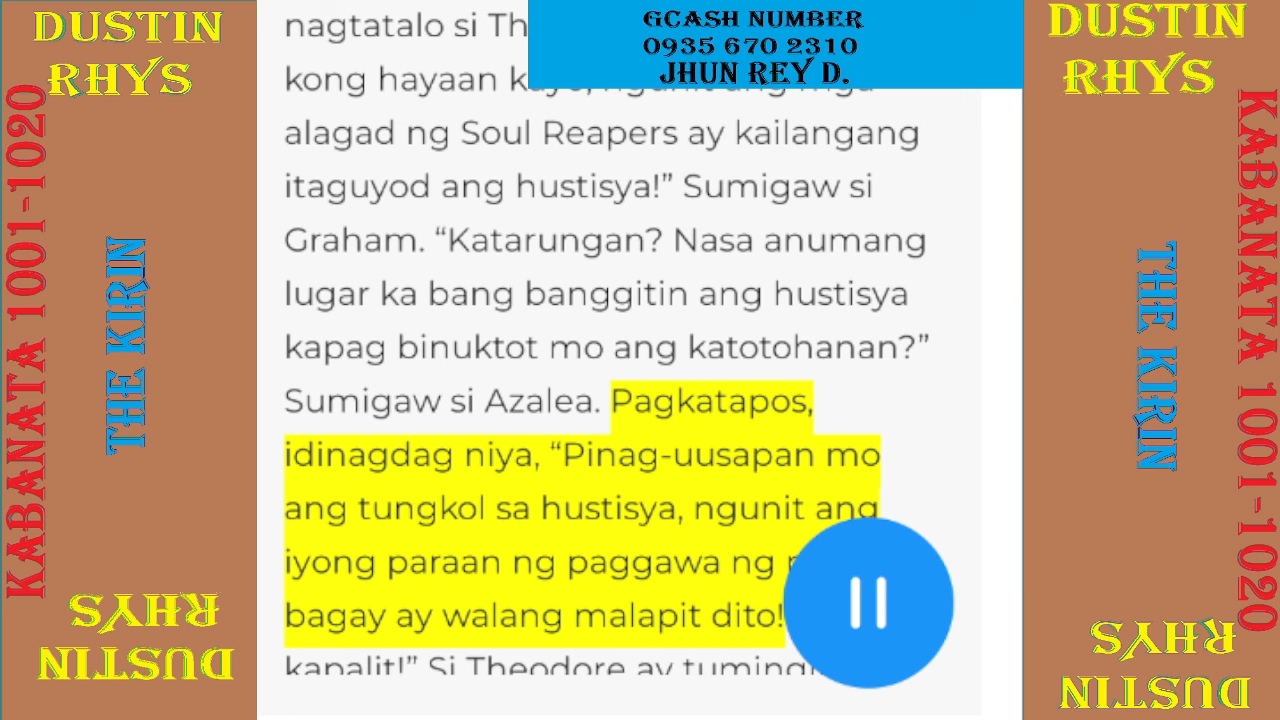 DUSTIN
RHYS
KABANATA 1001-1020
THE KIRIN
DUSTIN
RHYS
GCASH NUMBER
0935 670 2310
JHUN REY D.
nagtatalo si Th
kong hayaan
alagad ng Soul Reapers ay kailangang
itaguyod ang hustisya!” Sumigaw si
Graham. “Katarungan? Nasa anumang
lugar ka bang banggitin ang hustisya
kapag binuktot mo ang katotohanan?”
Sumigaw si Azalea. Pagkatapos,
idinagdag niya, “Pinag-uusapan mo
ang tungkol sa hustisya, ngunit ang
iyong paraan ng paggawa ng
bagay ay walang malapit dito!
kapalit!” Si Theodore ay
DUSTIN
RHYS
THE KIRIN
KABANATA 1001-1020
DUSTIN
RHYS